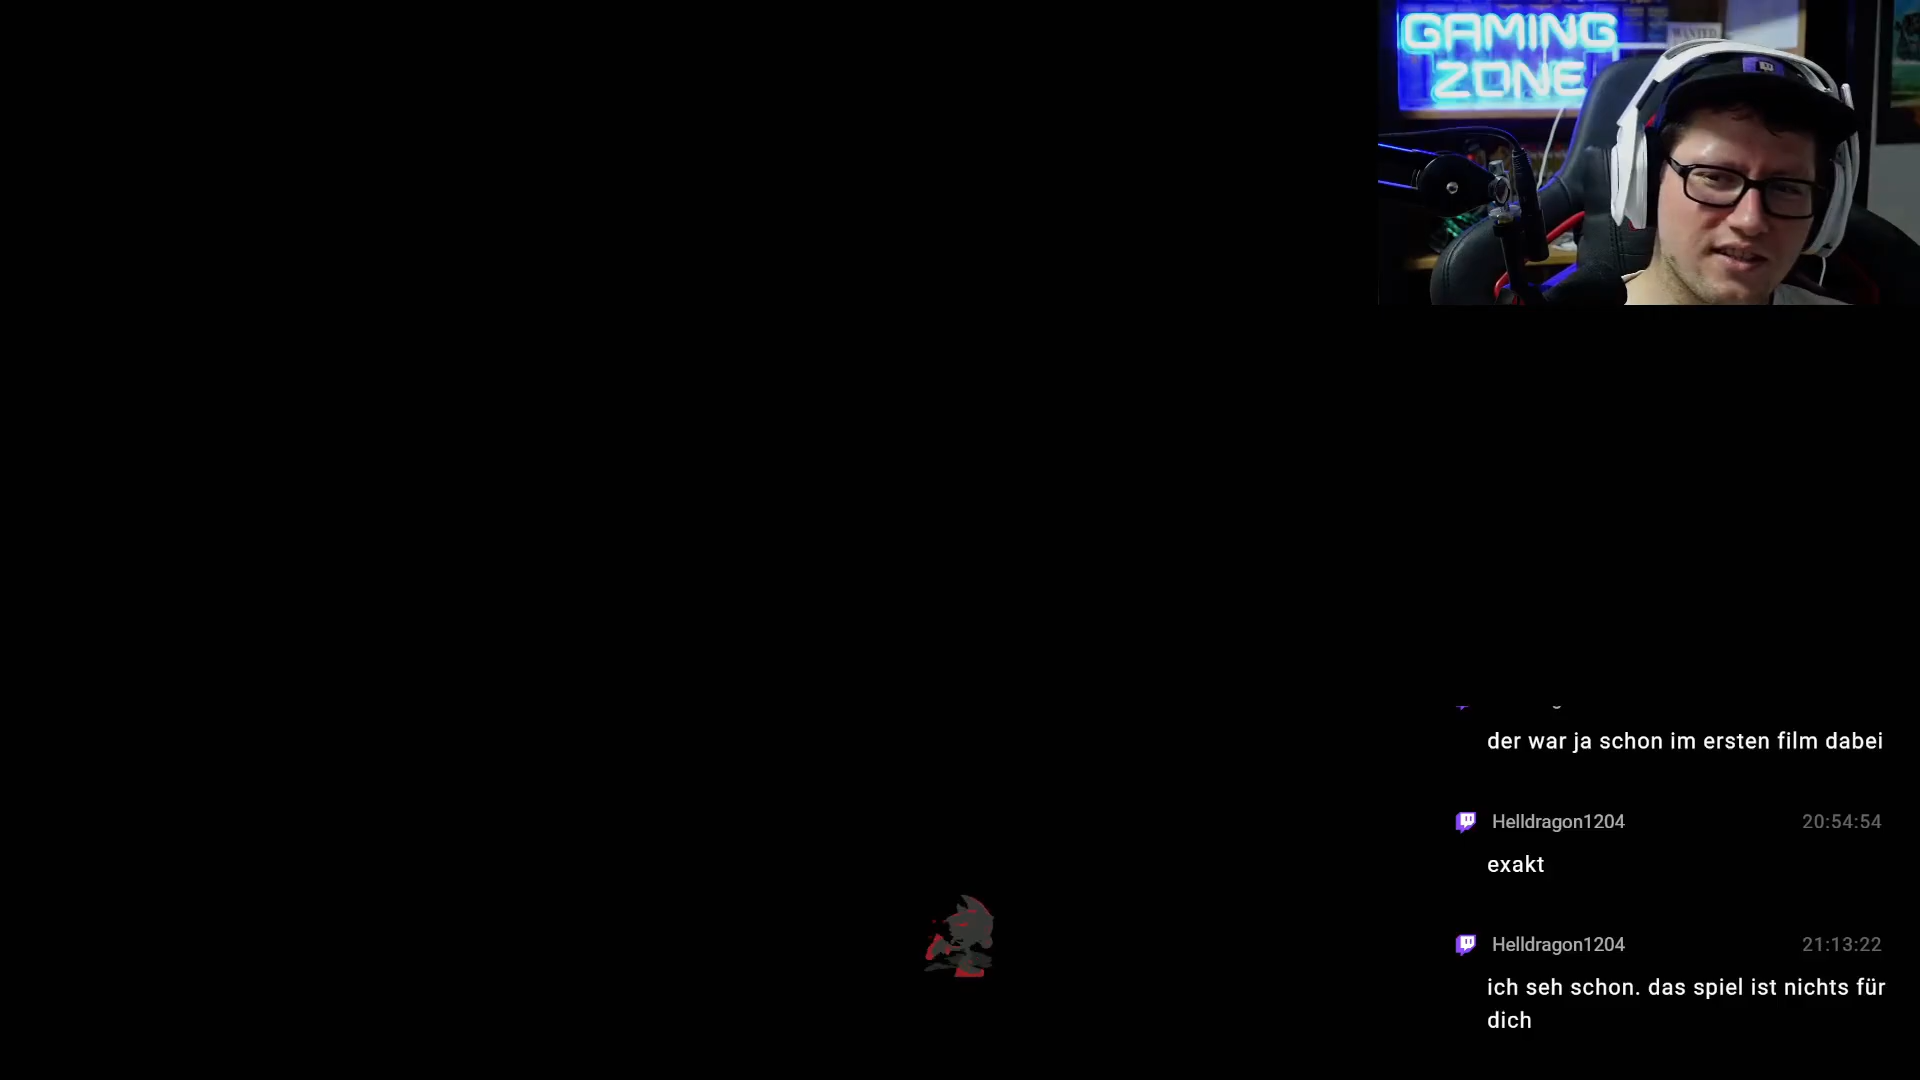 GAMING
ZONE
WANTED
der war ja schon im ersten film dabei
Helldragon1204 20:54:54
exakt
Helldragon1204 21:13:22
ich seh schon. das spiel ist nichts für
dich